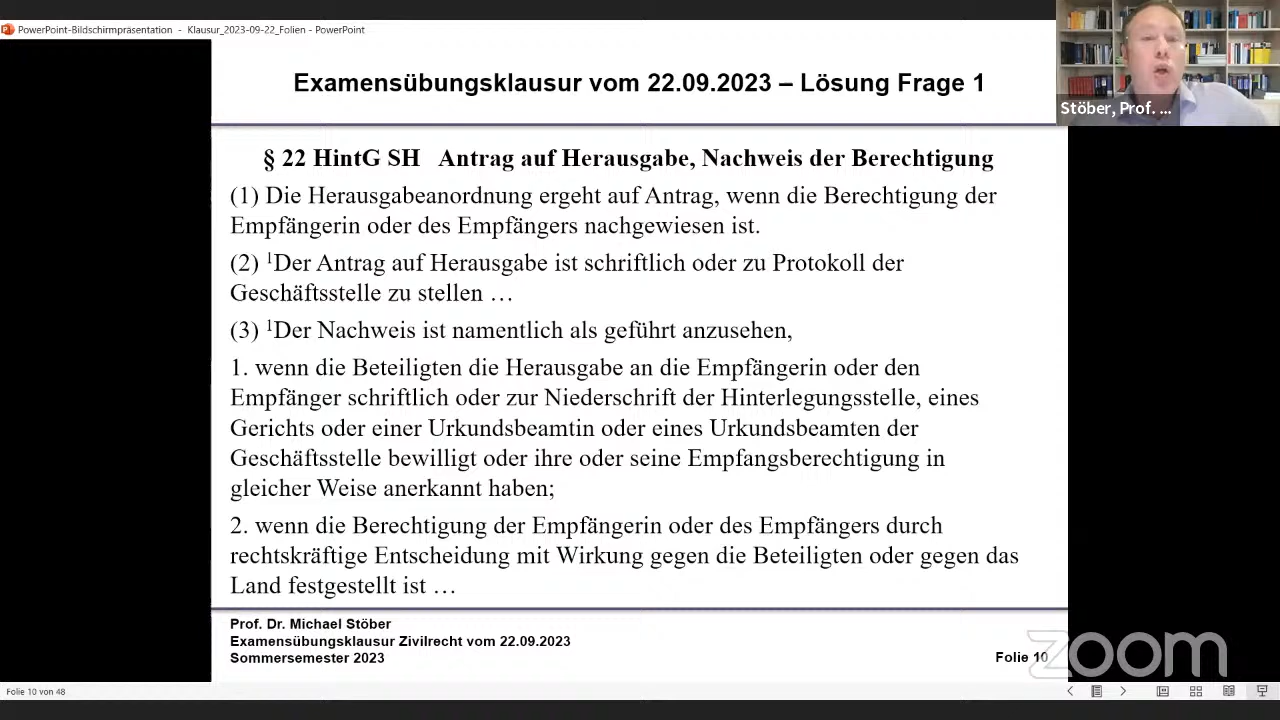 PowerPoint-Bildschirmpräsentation - Klausur_2023-09-22_Folien - PowerPoint
Stöber, Prof. ...
Examensübungsklausur vom 22.09.2023 – Lösung Frage 1
§ 22 HintG SH Antrag auf Herausgabe, Nachweis der Berechtigung
(1) Die Herausgabeanordnung ergeht auf Antrag, wenn die Berechtigung der
Empfängerin oder des Empfängers nachgewiesen ist.
(2) ¹Der Antrag auf Herausgabe ist schriftlich oder zu Protokoll der
Geschäftsstelle zu stellen …
(3) ¹Der Nachweis ist namentlich als geführt anzusehen,
1. wenn die Beteiligten die Herausgabe an die Empfängerin oder den
Empfänger schriftlich oder zur Niederschrift der Hinterlegungsstelle, eines
Gerichts oder einer Urkundsbeamtin oder eines Urkundsbeamten der
Geschäftsstelle bewilligt oder ihre oder seine Empfangsberechtigung in
gleicher Weise anerkannt haben;
2. wenn die Berechtigung der Empfängerin oder des Empfängers durch
rechtskräftige Entscheidung mit Wirkung gegen die Beteiligten oder gegen das
Land festgestellt ist …
Prof. Dr. Michael Stöber
Examensübungsklausur Zivilrecht vom 22.09.2023
Sommersemester 2023
Folie 10
zoom
Folie 10 von 48